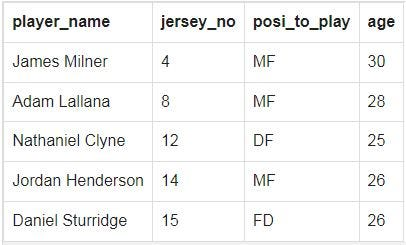 player_name jersey_no posi_to_play age
James Milner 4 MF 30
Adam Lallana 8 MF 28
Nathaniel Clyne 12 DF 25
Jordan Henderson 14 MF 26
Daniel Sturridge 15 FD 26